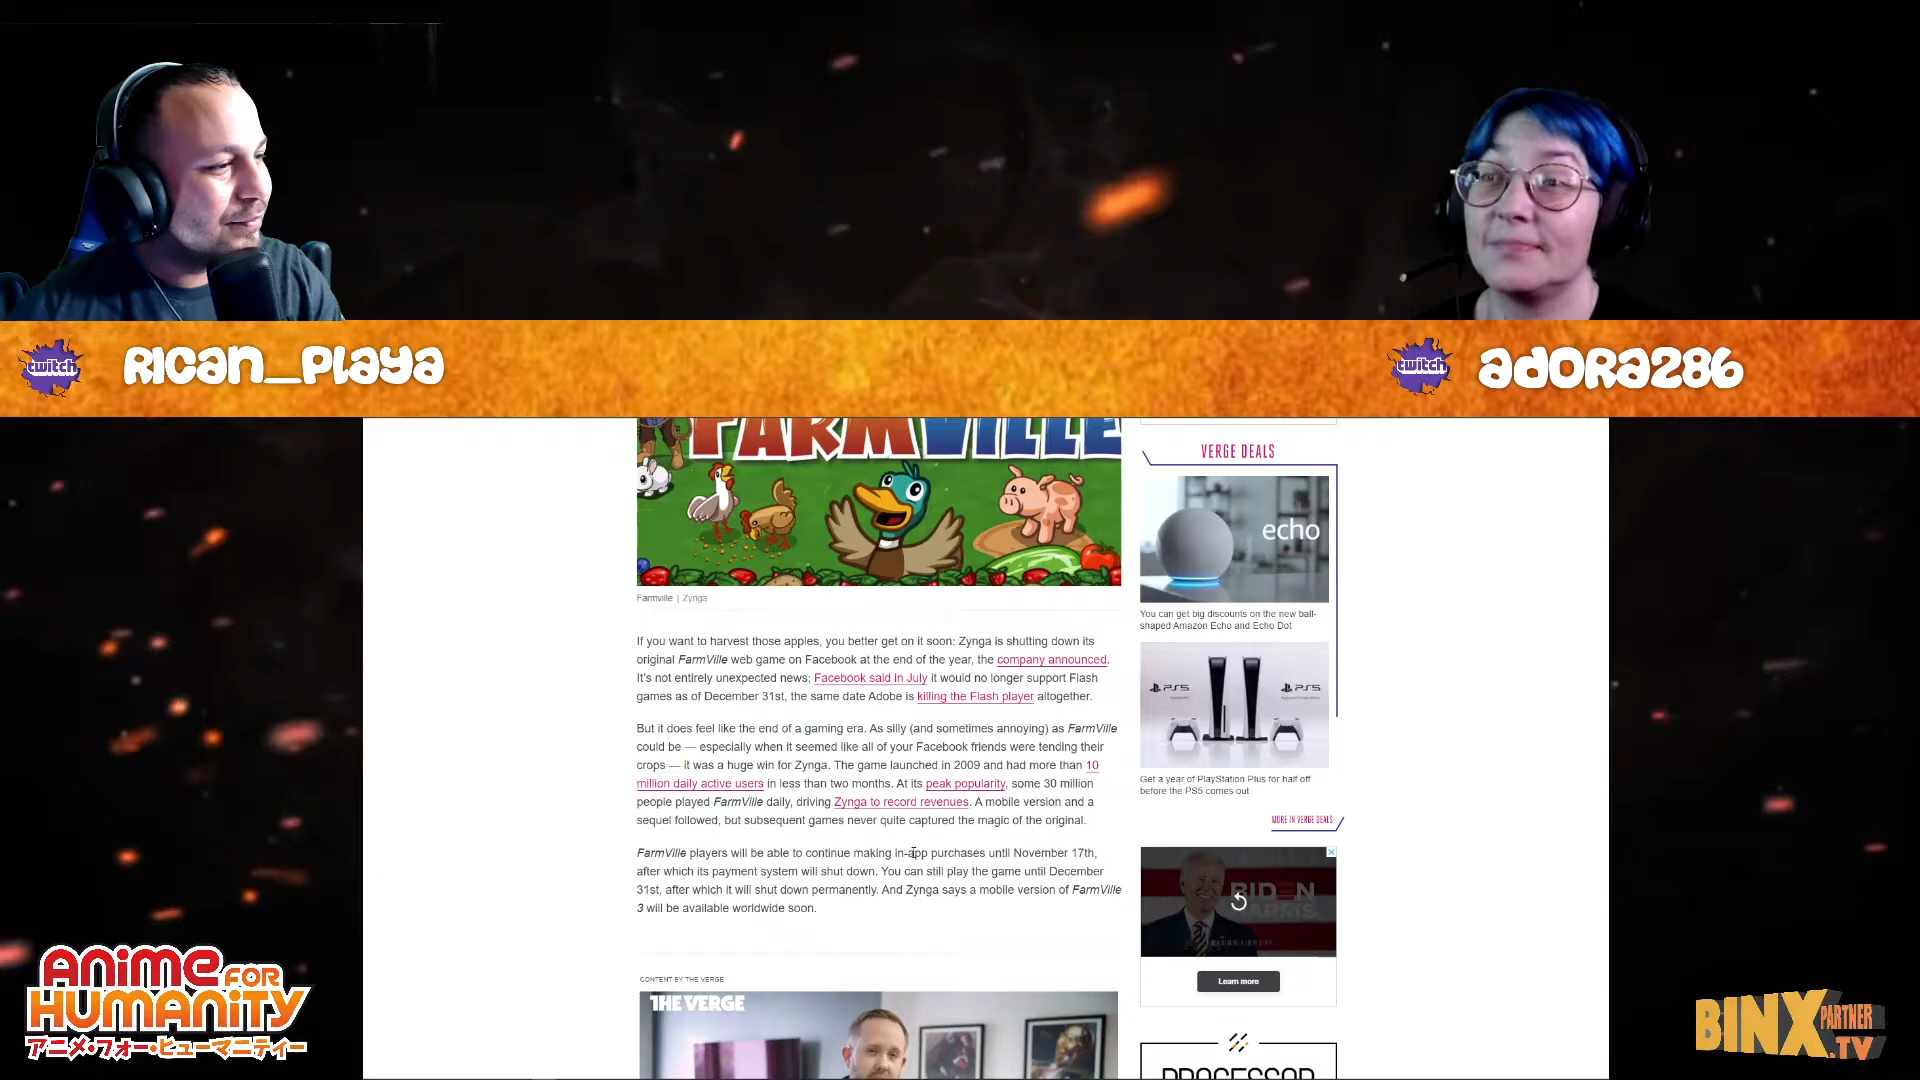 twitch
RICAN_PLAYA
twitch
ADORA286
FARMVILLE
Farmville | Zynga
If you want to harvest those apples, you better get on it soon: Zynga is shutting down its
original FarmVille web game on Facebook at the end of the year, the company announced.
It's not entirely unexpected news; Facebook said in July it would no longer support Flash
games as of December 31st, the same date Adobe is killing the Flash player altogether.
But it does feel like the end of a gaming era. As silly (and sometimes annoying) as FarmVille
could be — especially when it seemed like all of your Facebook friends were tending their
crops — it was a huge win for Zynga. The game launched in 2009 and had more than 10
million daily active users in less than two months. At its peak popularity, some 30 million
people played FarmVille daily, driving Zynga to record revenues. A mobile version and a
sequel followed, but subsequent games never quite captured the magic of the original.
FarmVille players will be able to continue making in-app purchases until November 17th,
after which its payment system will shut down. You can still play the game until December
31st, after which it will shut down permanently. And Zynga says a mobile version of FarmVille
3 will be available worldwide soon.
CONTENT BY THE VERGE
THE VERGE
VERGE DEALS
echo
You can get big discounts on the new ball-
shaped Amazon Echo and Echo Dot
PS5
PS5
Get a year of PlayStation Plus for half off
before the PS5 comes out
MORE IN VERGE DEALS
BIDEN
HARRIS
Learn more
PROCESSOR
Anime FOR
HUMANITY
アニメ・フォー・ヒューマニティー
BINX PARTNER
.TV